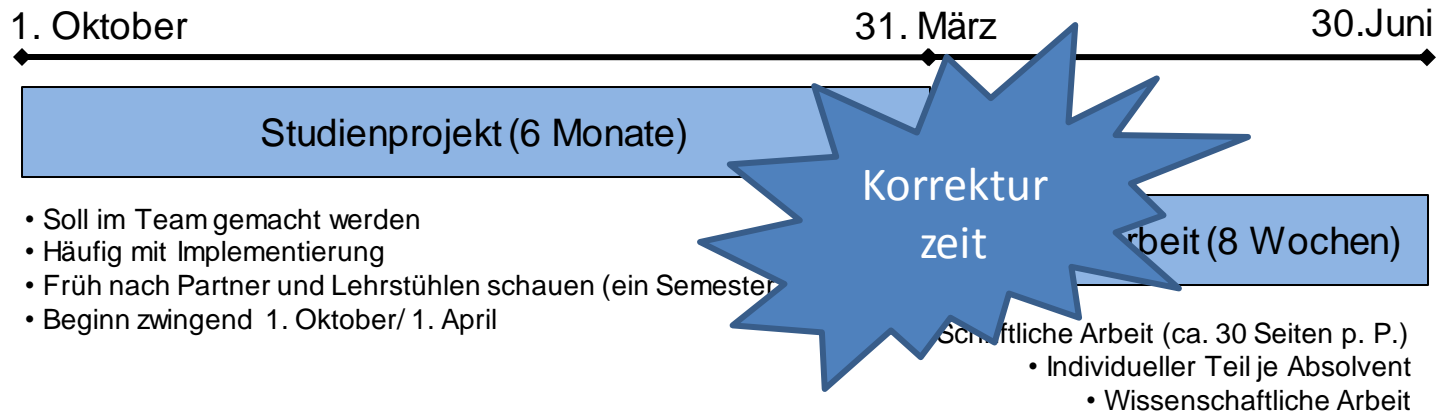 1. Oktober
31. März
30.Juni
Studienprojekt (6 Monate)
Korrektur
zeit
(8 Wochen)
• Soll im Team gemacht werden
• Häufig mit Implementierung
• Früh nach Partner und Lehrstühlen schauen (ein Semester
• Beginn zwingend 1. Oktober/ 1. April
Arbeit (ca. 30 Seiten p. P.)
• Individueller Teil je Absolvent
• Wissenschaftliche Arbeit